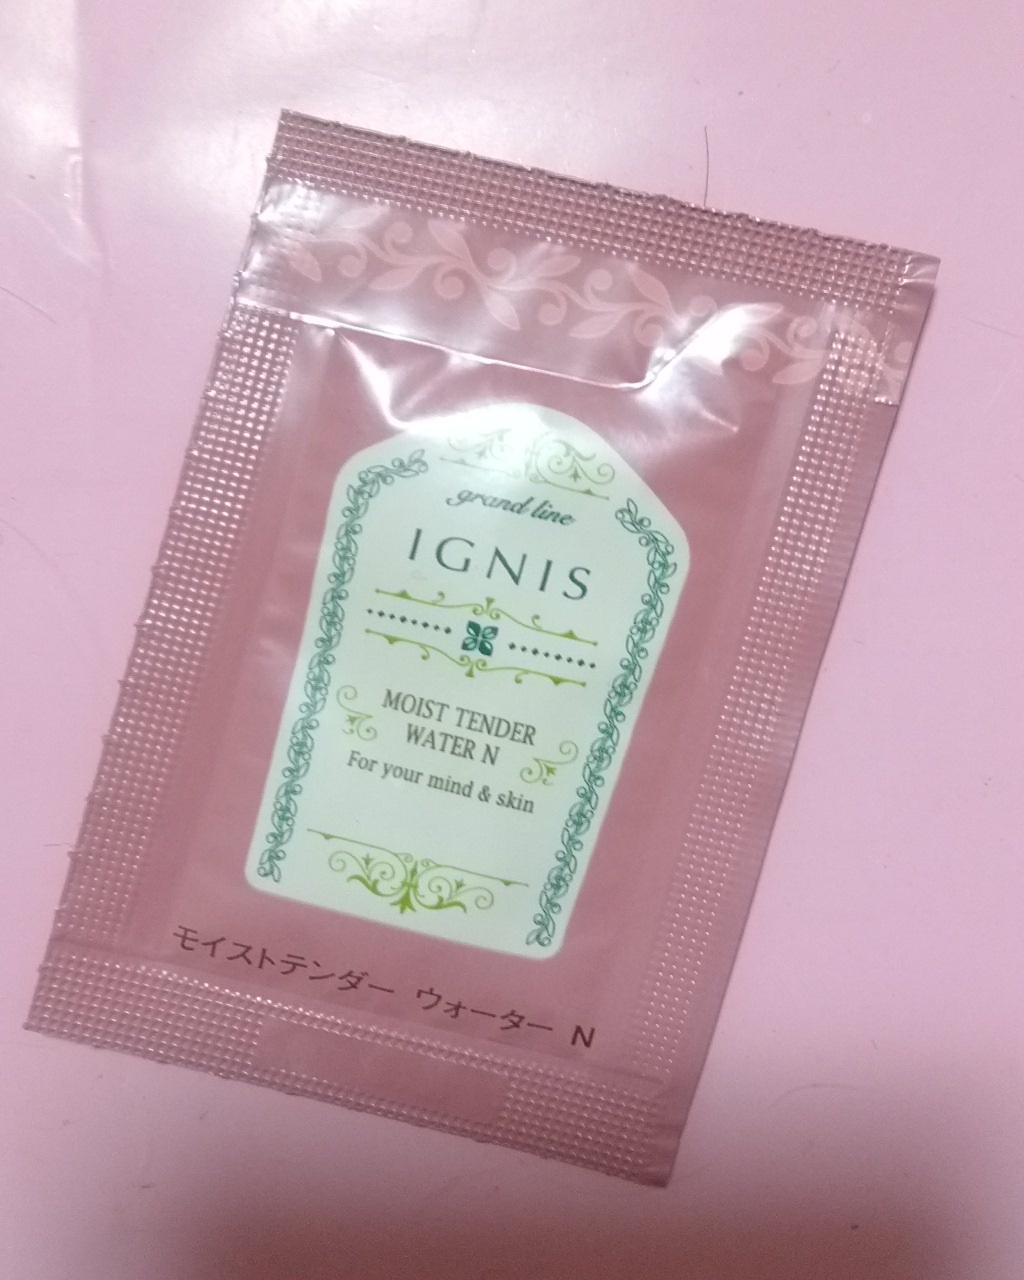 grand line
IGNIS
MOIST TENDER
WATER N
For your mind & skin
モイストテンダー ウォーター N